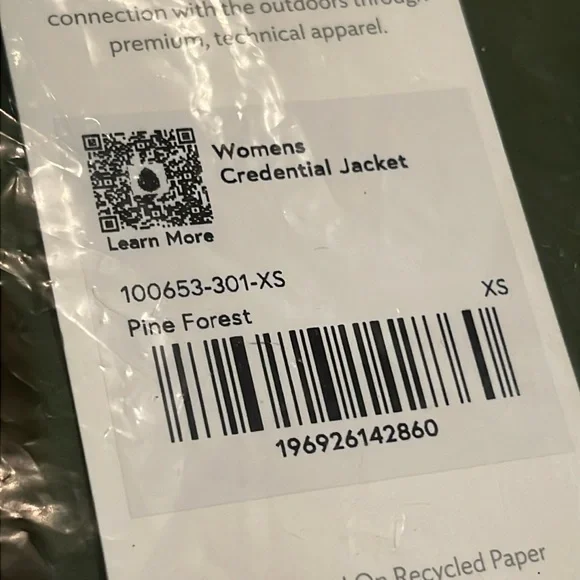 connection with the outdoors through
premium, technical apparel.
Womens
Credential Jacket
Learn More
100653-301-XS
XS
Pine Forest
196926142860
On Recycled Paper